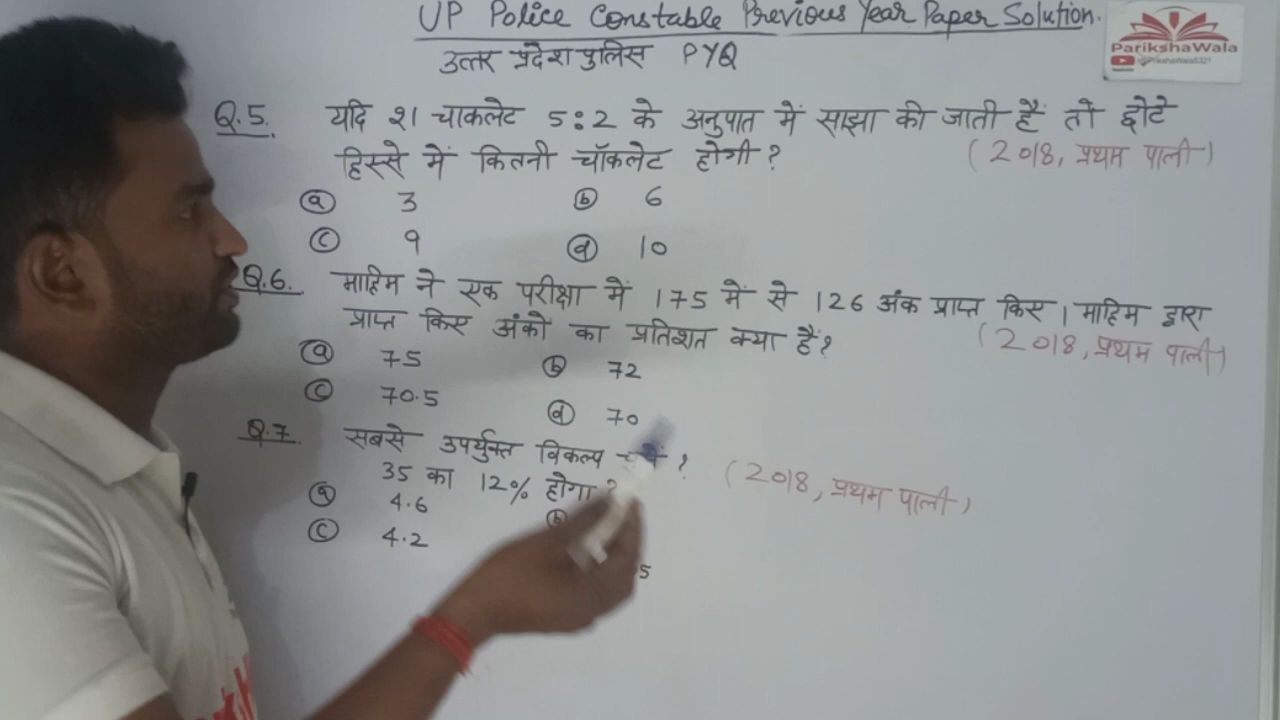 UP Police Constable Previous Year Paper Solution.
उत्तर प्रदेश पुलिस PYQ
ParikshaWala
YouTube
Q.5. यदि २1 चाकलेट 5:2 के अनुपात में साझा की जाती हैं तो छोटे
हिस्से में कितनी चॉकलेट होगी ? (2018, प्रथम पाली)
ⓐ 3 ⓑ 6
ⓒ 9 ⓓ 10
Q.6. माहिम ने एक परीक्षा में 175 में से 126 अंक प्राप्त किए । माहिम द्वारा
प्राप्त किए अंको का प्रतिशत क्या हैं? (2018, प्रथम पाली)
ⓐ 75 ⓑ 72
ⓒ 70.5 ⓓ 70
Q.7. सबसे उपर्युक्त विकल्प ? (2018, प्रथम पाली)
35 का 12% होगा ?
ⓐ 4.6 ⓑ
ⓒ 4.2 5